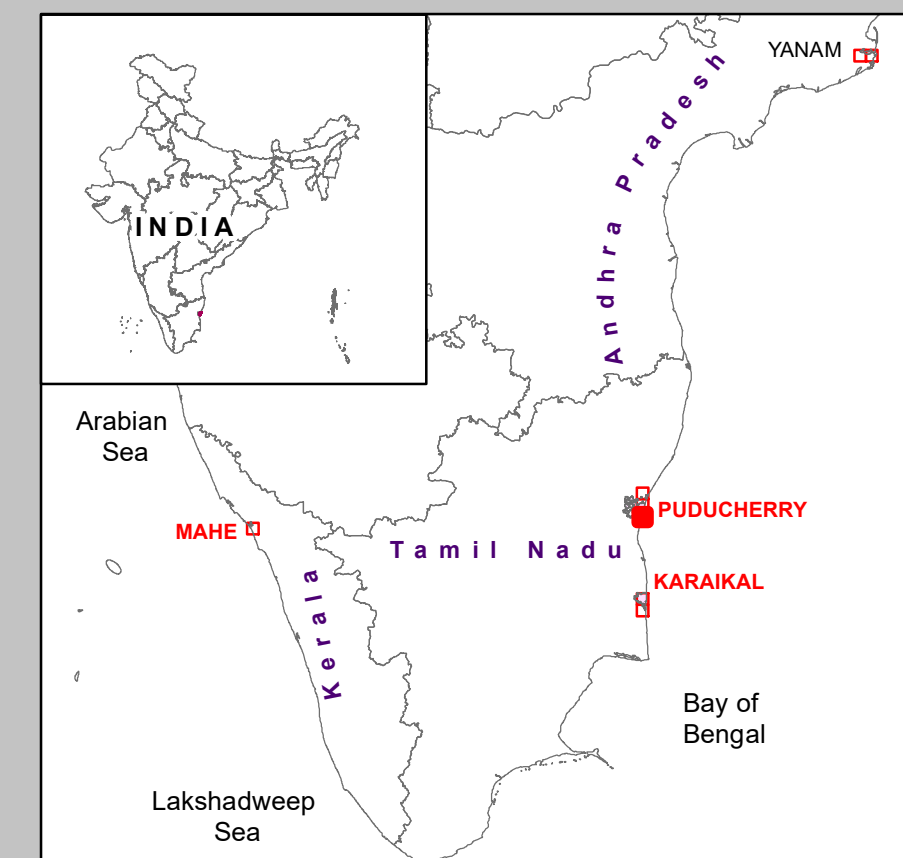 YANAM
Andhra Pradesh
INDIA
Arabian
Sea
PUDUCHERRY
MAHE
Tamil Nadu
KARAIKAL
Kerala
Bay of
Bengal
Lakshadweep
Sea